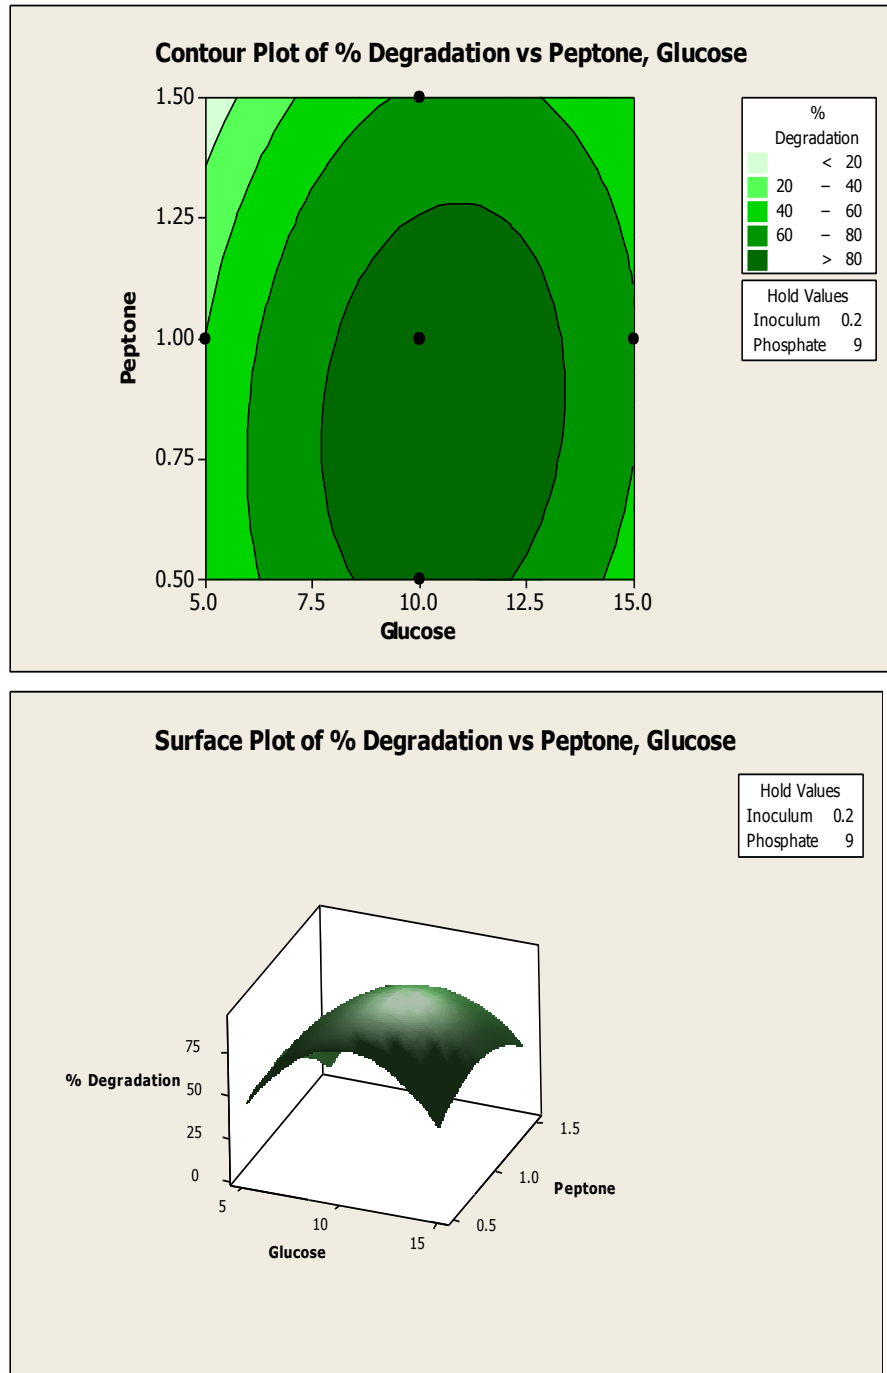 Contour Plot of % Degradation vs Peptone, Glucose
1.50
1.25
1.00
0.75
0.50
Peptone
5.0 7.5 10.0 12.5 15.0
Glucose
%
Degradation
< 20
20 – 40
40 – 60
60 – 80
> 80
Hold Values
Inoculum 0.2
Phosphate 9
Surface Plot of % Degradation vs Peptone, Glucose
Hold Values
Inoculum 0.2
Phosphate 9
75
50
25
0
% Degradation
5
10
15
Glucose
0.5
1.0
1.5
Peptone